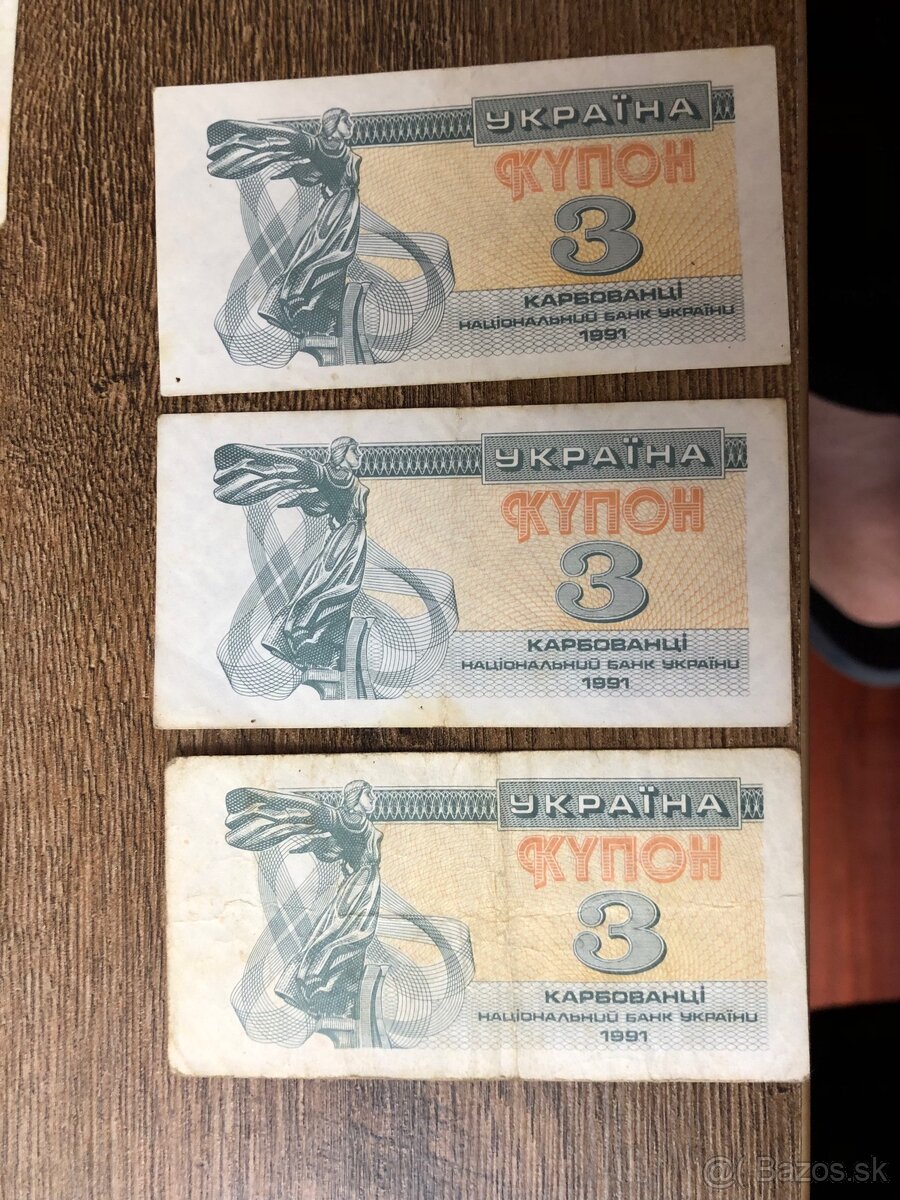 УКРАЇНА
КУПОН
3
КАРБОВАНЦІ
НАЦІОНАЛЬНИЙ БАНК УКРАЇНИ
1991
УКРАЇНА
КУПОН
3
КАРБОВАНЦІ
НАЦІОНАЛЬНИЙ БАНК УКРАЇНИ
1991
УКРАЇНА
КУПОН
3
КАРБОВАНЦІ
НАЦІОНАЛЬНИЙ БАНК УКРАЇНИ
1991
@( Bazos.sk